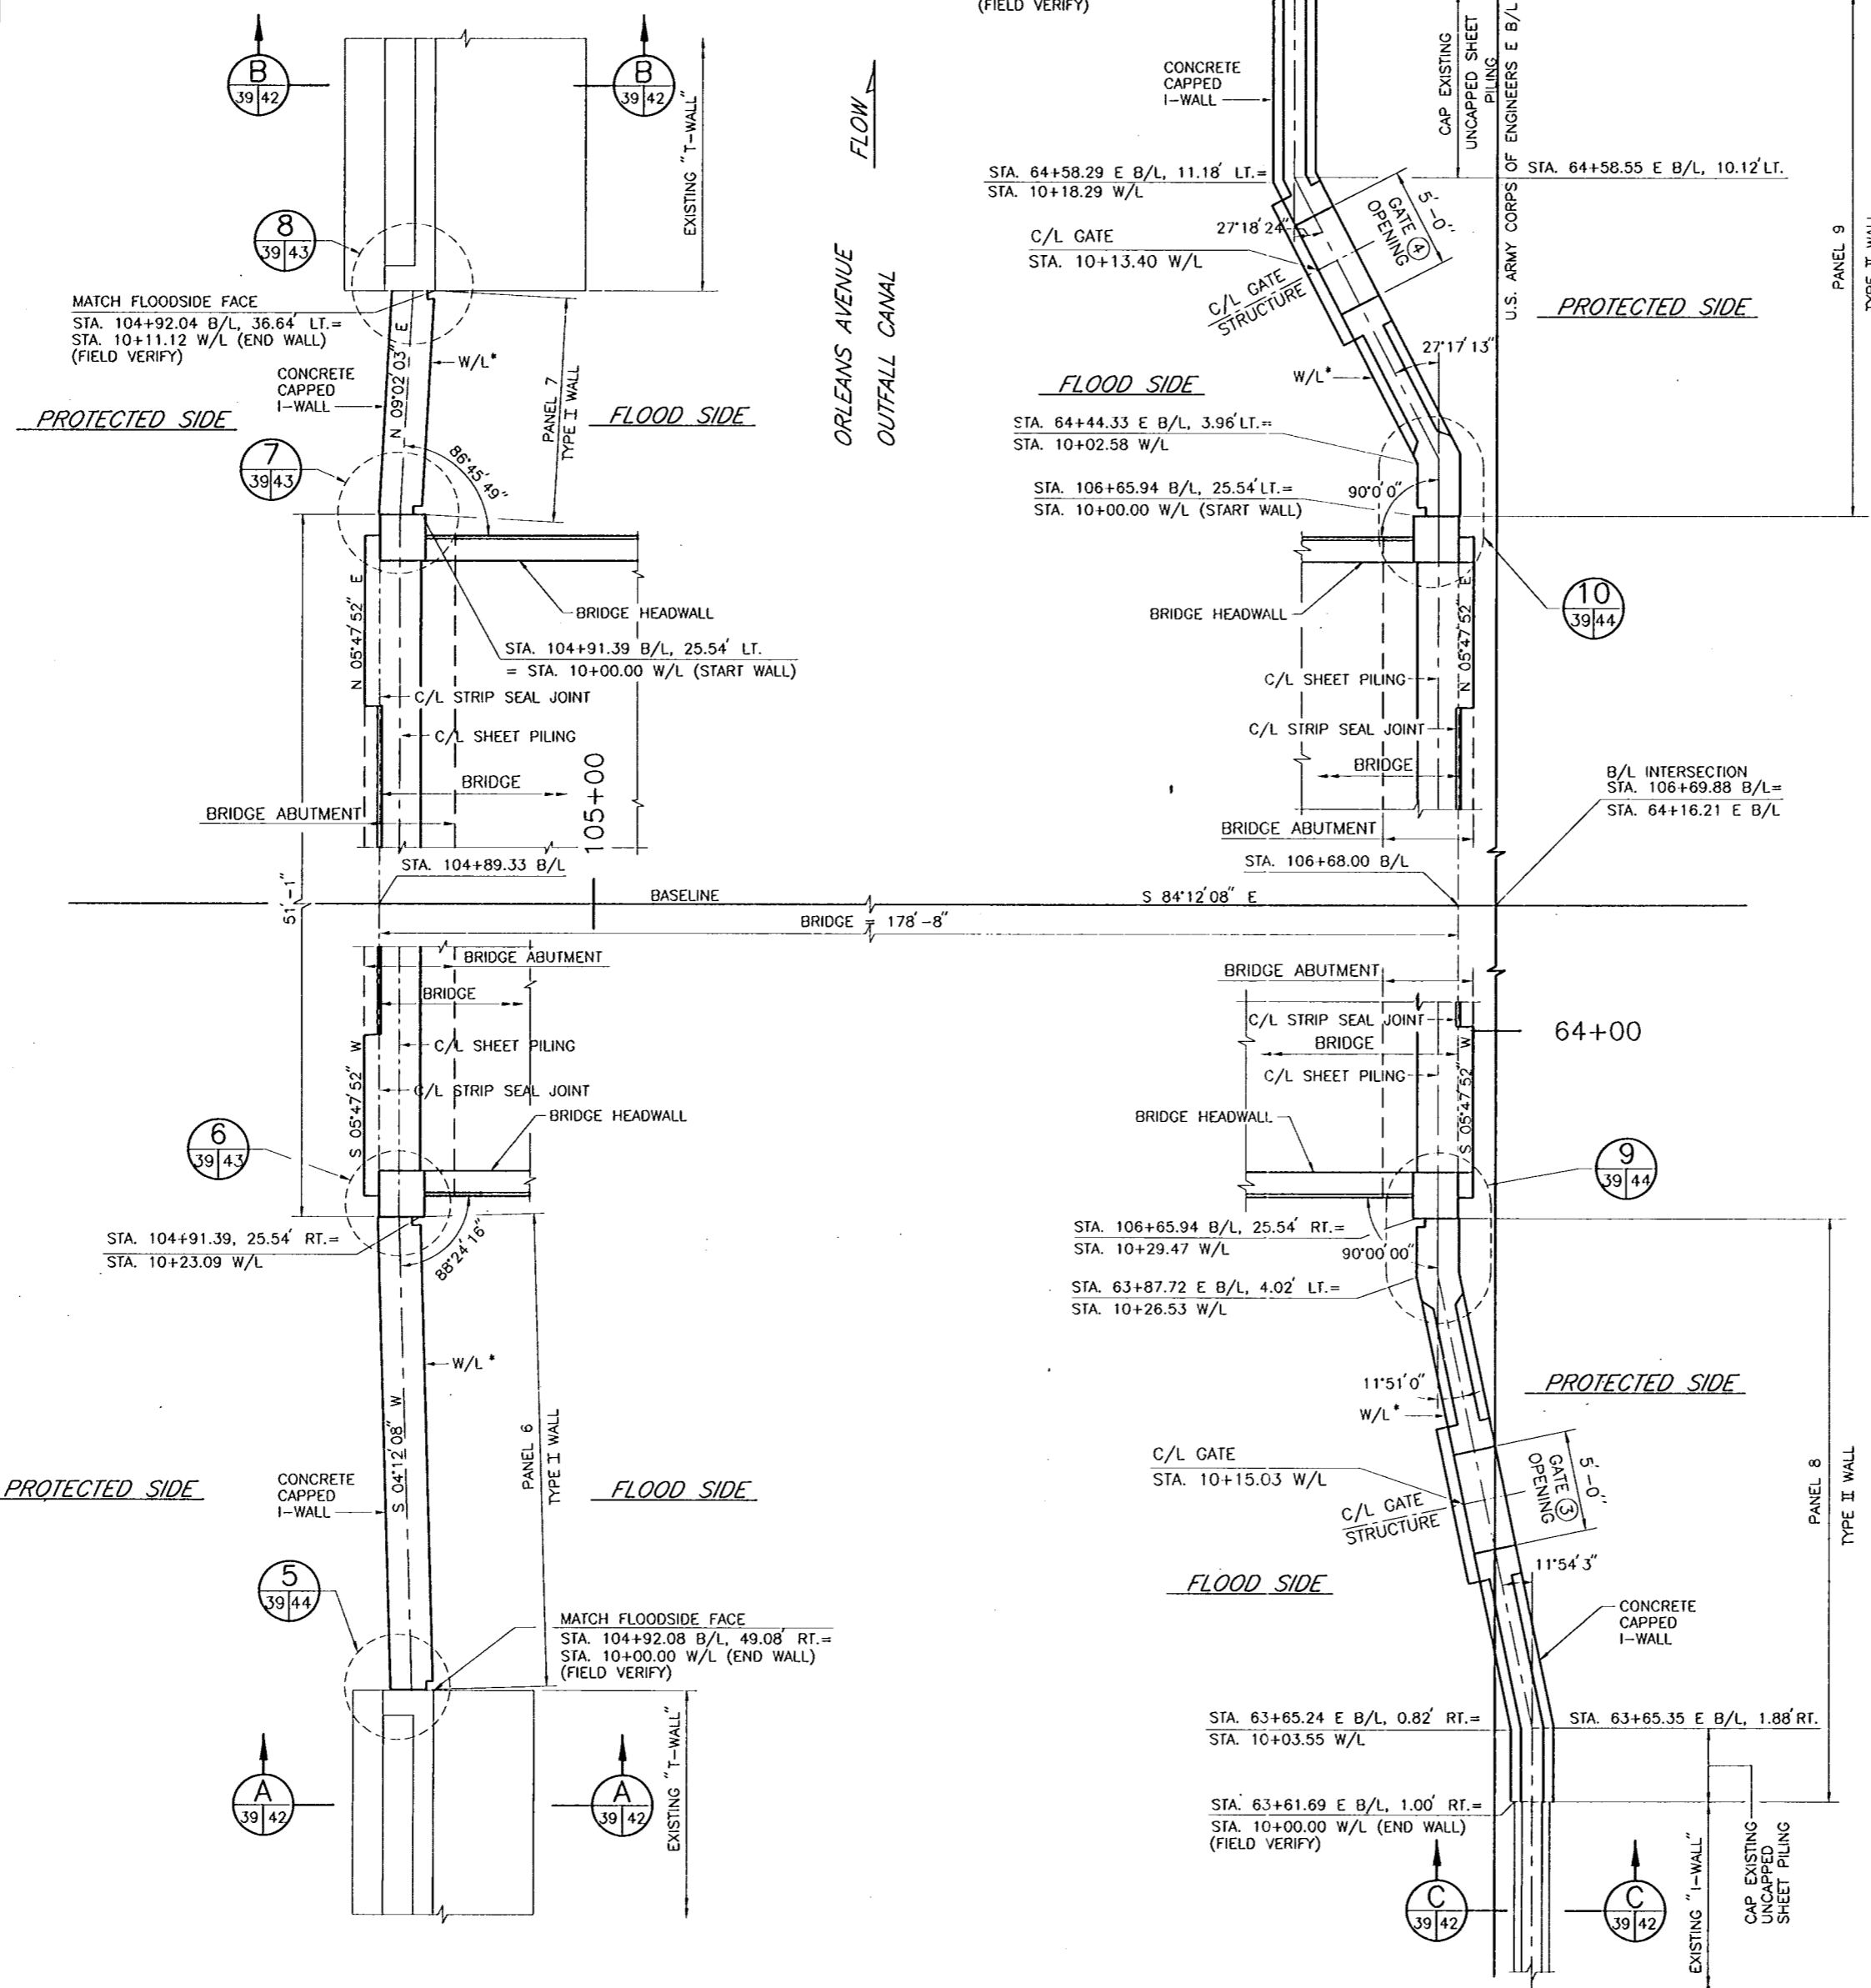 (FIELD VERIFY)
B
39 42
B
39 42
EXISTING "T-WALL"
8
39 43
MATCH FLOODSIDE FACE
STA. 104+92.04 B/L, 36.64' LT.=
STA. 10+11.12 W/L (END WALL)
(FIELD VERIFY)
CONCRETE
CAPPED
I-WALL
N 09°02'03" E
W/L*
PANEL 7
TYPE I WALL
PROTECTED SIDE
FLOOD SIDE
7
39 43
86°45'49"
FLOW
ORLEANS AVENUE
OUTFALL CANAL
BRIDGE HEADWALL
STA. 104+91.39 B/L, 25.54' LT.
= STA. 10+00.00 W/L (START WALL)
N 05°47'52" E
C/L STRIP SEAL JOINT
C/L SHEET PILING
BRIDGE
BRIDGE ABUTMENT
105+00
STA. 104+89.33 B/L
51'-1"
BASELINE
S 84°12'08" E
BRIDGE = 178'-8"
BRIDGE ABUTMENT
BRIDGE
C/L SHEET PILING
S 05°47'52" W
C/L STRIP SEAL JOINT
BRIDGE HEADWALL
6
39 43
STA. 104+91.39, 25.54' RT.=
STA. 10+23.09 W/L
88°24'16"
W/L*
S 04°12'08" W
PANEL 6
TYPE I WALL
PROTECTED SIDE
CONCRETE
CAPPED
I-WALL
FLOOD SIDE
5
39 44
MATCH FLOODSIDE FACE
STA. 104+92.08 B/L, 49.08' RT.=
STA. 10+00.00 W/L (END WALL)
(FIELD VERIFY)
EXISTING "T-WALL"
A
39 42
A
39 42
CONCRETE
CAPPED
I-WALL
CAP EXISTING
UNCAPPED SHEET
PILING
U.S. ARMY CORPS OF ENGINEERS E B/L
STA. 64+58.29 E B/L, 11.18' LT.=
STA. 10+18.29 W/L
STA. 64+58.55 E B/L, 10.12' LT.
27°18'24"
5'-0"
GATE 4
OPENING
C/L GATE
STA. 10+13.40 W/L
C/L GATE
STRUCTURE
PROTECTED SIDE
PANEL 9
TYPE II WALL
27°17'13"
FLOOD SIDE
W/L*
STA. 64+44.33 E B/L, 3.96' LT.=
STA. 10+02.58 W/L
STA. 106+65.94 B/L, 25.54' LT.=
STA. 10+00.00 W/L (START WALL)
90°0'0"
10
39 44
BRIDGE HEADWALL
N 05°47'52" E
C/L SHEET PILING
C/L STRIP SEAL JOINT
BRIDGE
B/L INTERSECTION
STA. 106+69.88 B/L=
STA. 64+16.21 E B/L
BRIDGE ABUTMENT
STA. 106+68.00 B/L
BRIDGE ABUTMENT
C/L STRIP SEAL JOINT
BRIDGE
64+00
C/L SHEET PILING
S 05°47'52" W
BRIDGE HEADWALL
9
39 44
STA. 106+65.94 B/L, 25.54' RT.=
STA. 10+29.47 W/L
90°00'00"
STA. 63+87.72 E B/L, 4.02' LT.=
STA. 10+26.53 W/L
11°51'0"
W/L*
PROTECTED SIDE
C/L GATE
STA. 10+15.03 W/L
C/L GATE
STRUCTURE
5'-0"
GATE 3
OPENING
PANEL 8
TYPE II WALL
11°54'3"
FLOOD SIDE
CONCRETE
CAPPED
I-WALL
STA. 63+65.24 E B/L, 0.82' RT.=
STA. 10+03.55 W/L
STA. 63+65.35 E B/L, 1.88' RT.
STA. 63+61.69 E B/L, 1.00' RT.=
STA. 10+00.00 W/L (END WALL)
(FIELD VERIFY)
C
39 42
C
39 42
EXISTING "I-WALL"
CAP EXISTING
UNCAPPED
SHEET PILING